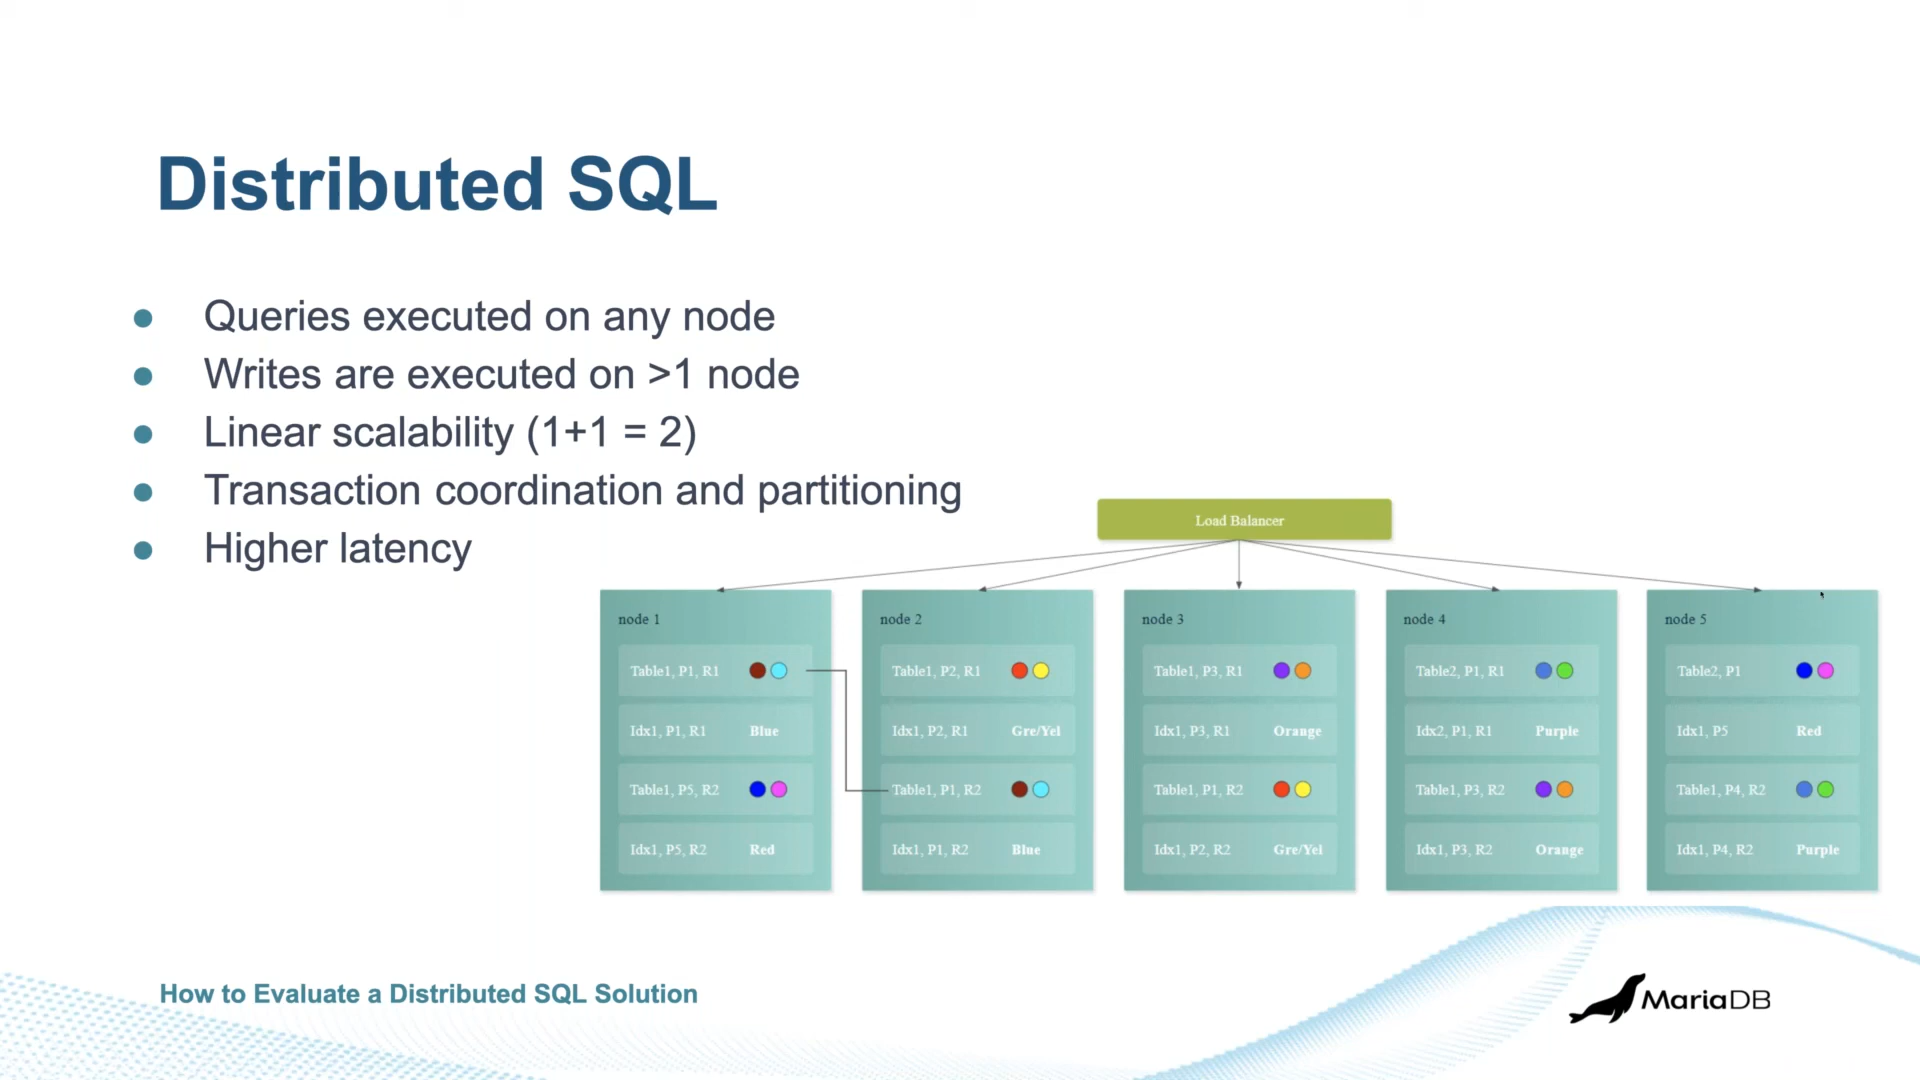 Distributed SQL
Queries executed on any node
Writes are executed on >1 node
Linear scalability (1+1 = 2)
Transaction coordination and partitioning
Higher latency
Load Balancer
node 1
Table1, P1, R1
Idx1, P1, R1 Blue
Table1, P5, R2
Idx1, P5, R2 Red
node 2
Table1, P2, R1
Idx1, P2, R1 Gre/Yel
Table1, P1, R2
Idx1, P1, R2 Blue
node 3
Table1, P3, R1
Idx1, P3, R1 Orange
Table1, P1, R2
Idx1, P2, R2 Gre/Yel
node 4
Table2, P1, R1
Idx2, P1, R1 Purple
Table1, P3, R2
Idx1, P3, R2 Orange
node 5
Table2, P1
Idx1, P5 Red
Table1, P4, R2
Idx1, P4, R2 Purple
How to Evaluate a Distributed SQL Solution
MariaDB